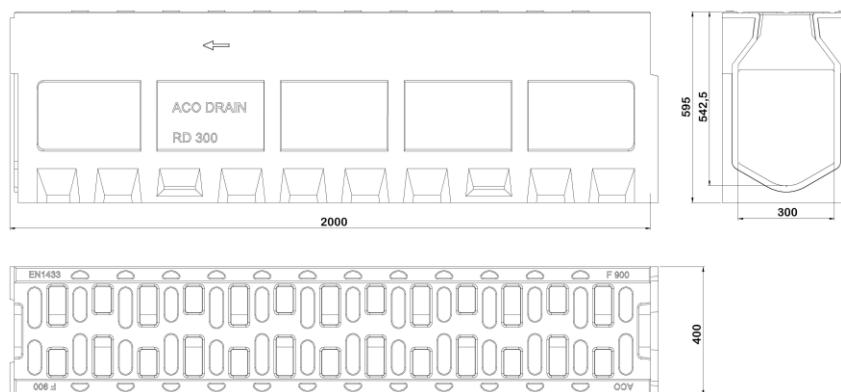 ACO DRAIN
RD 300
2000
595
542,5
300
EN1433
F 900
400
F 900
ACO